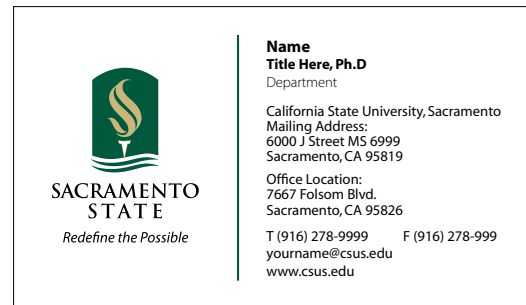 SACRAMENTO
STATE
Redefine the Possible
Name
Title Here, Ph.D
Department
California State University, Sacramento
Mailing Address:
6000 J Street MS 6999
Sacramento, CA 95819
Office Location:
7667 Folsom Blvd.
Sacramento, CA 95826
T (916) 278-9999 F (916) 278-999
yourname@csus.edu
www.csus.edu